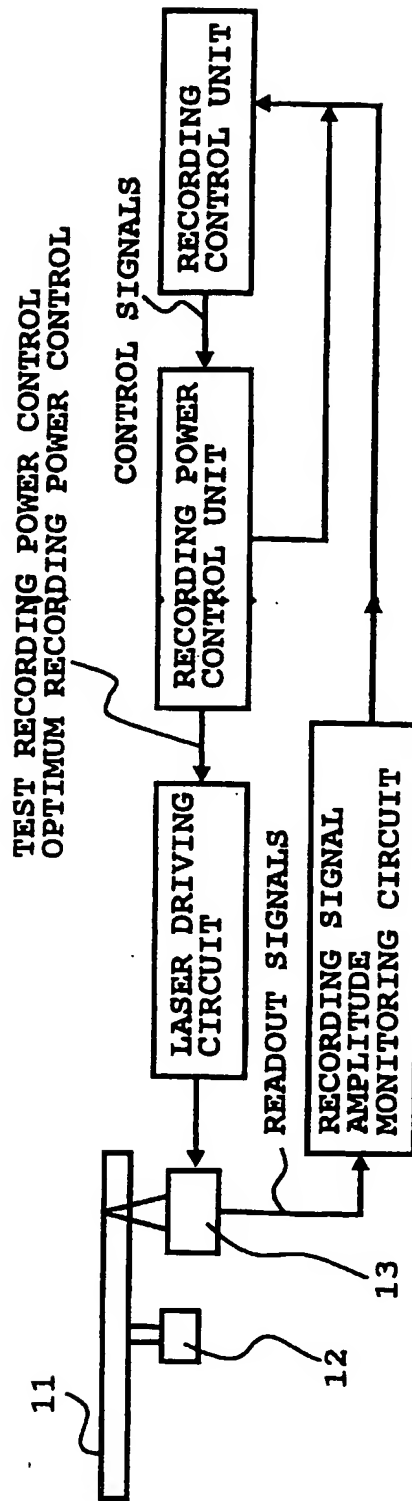 11
12
13
TEST RECORDING POWER CONTROL
OPTIMUM RECORDING POWER CONTROL
CONTROL SIGNALS
LASER DRIVING
CIRCUIT
RECORDING POWER
CONTROL UNIT
RECORDING
CONTROL UNIT
READOUT SIGNALS
RECORDING SIGNAL
AMPLITUDE
MONITORING CIRCUIT